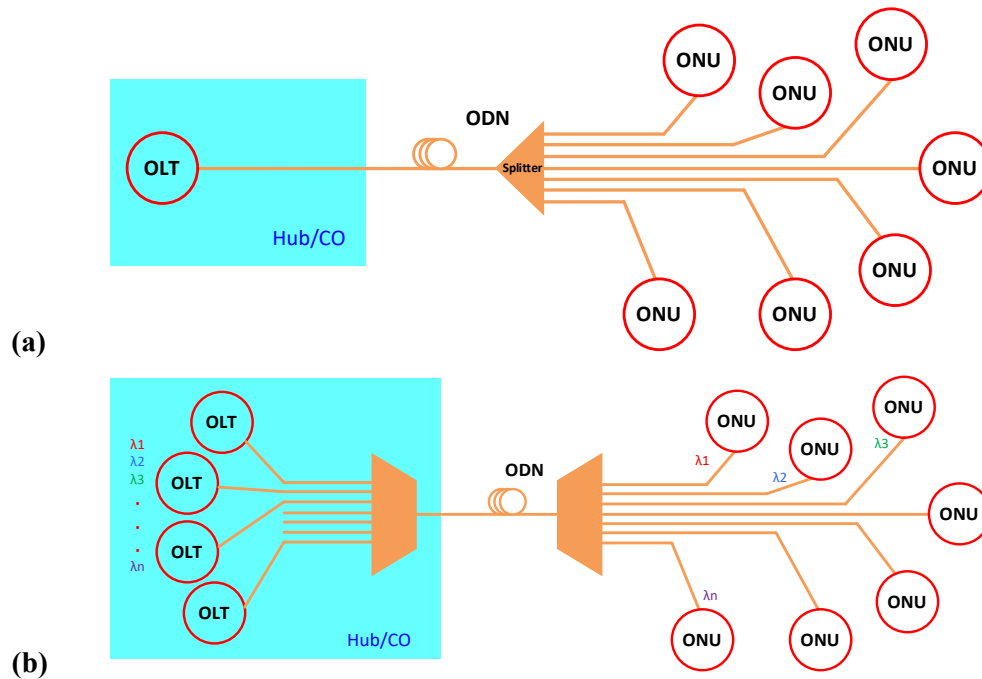 ONU
ONU
ONU
ODN
OLT
Splitter
ONU
Hub/CO
ONU
ONU
ONU
(a)
OLT
ONU
ONU
ONU
λ1
λ2
λ3
λ1
λ2
λ3
OLT
ODN
.
.
.
ONU
OLT
λn
λn
OLT
ONU
ONU
ONU
Hub/CO
(b)